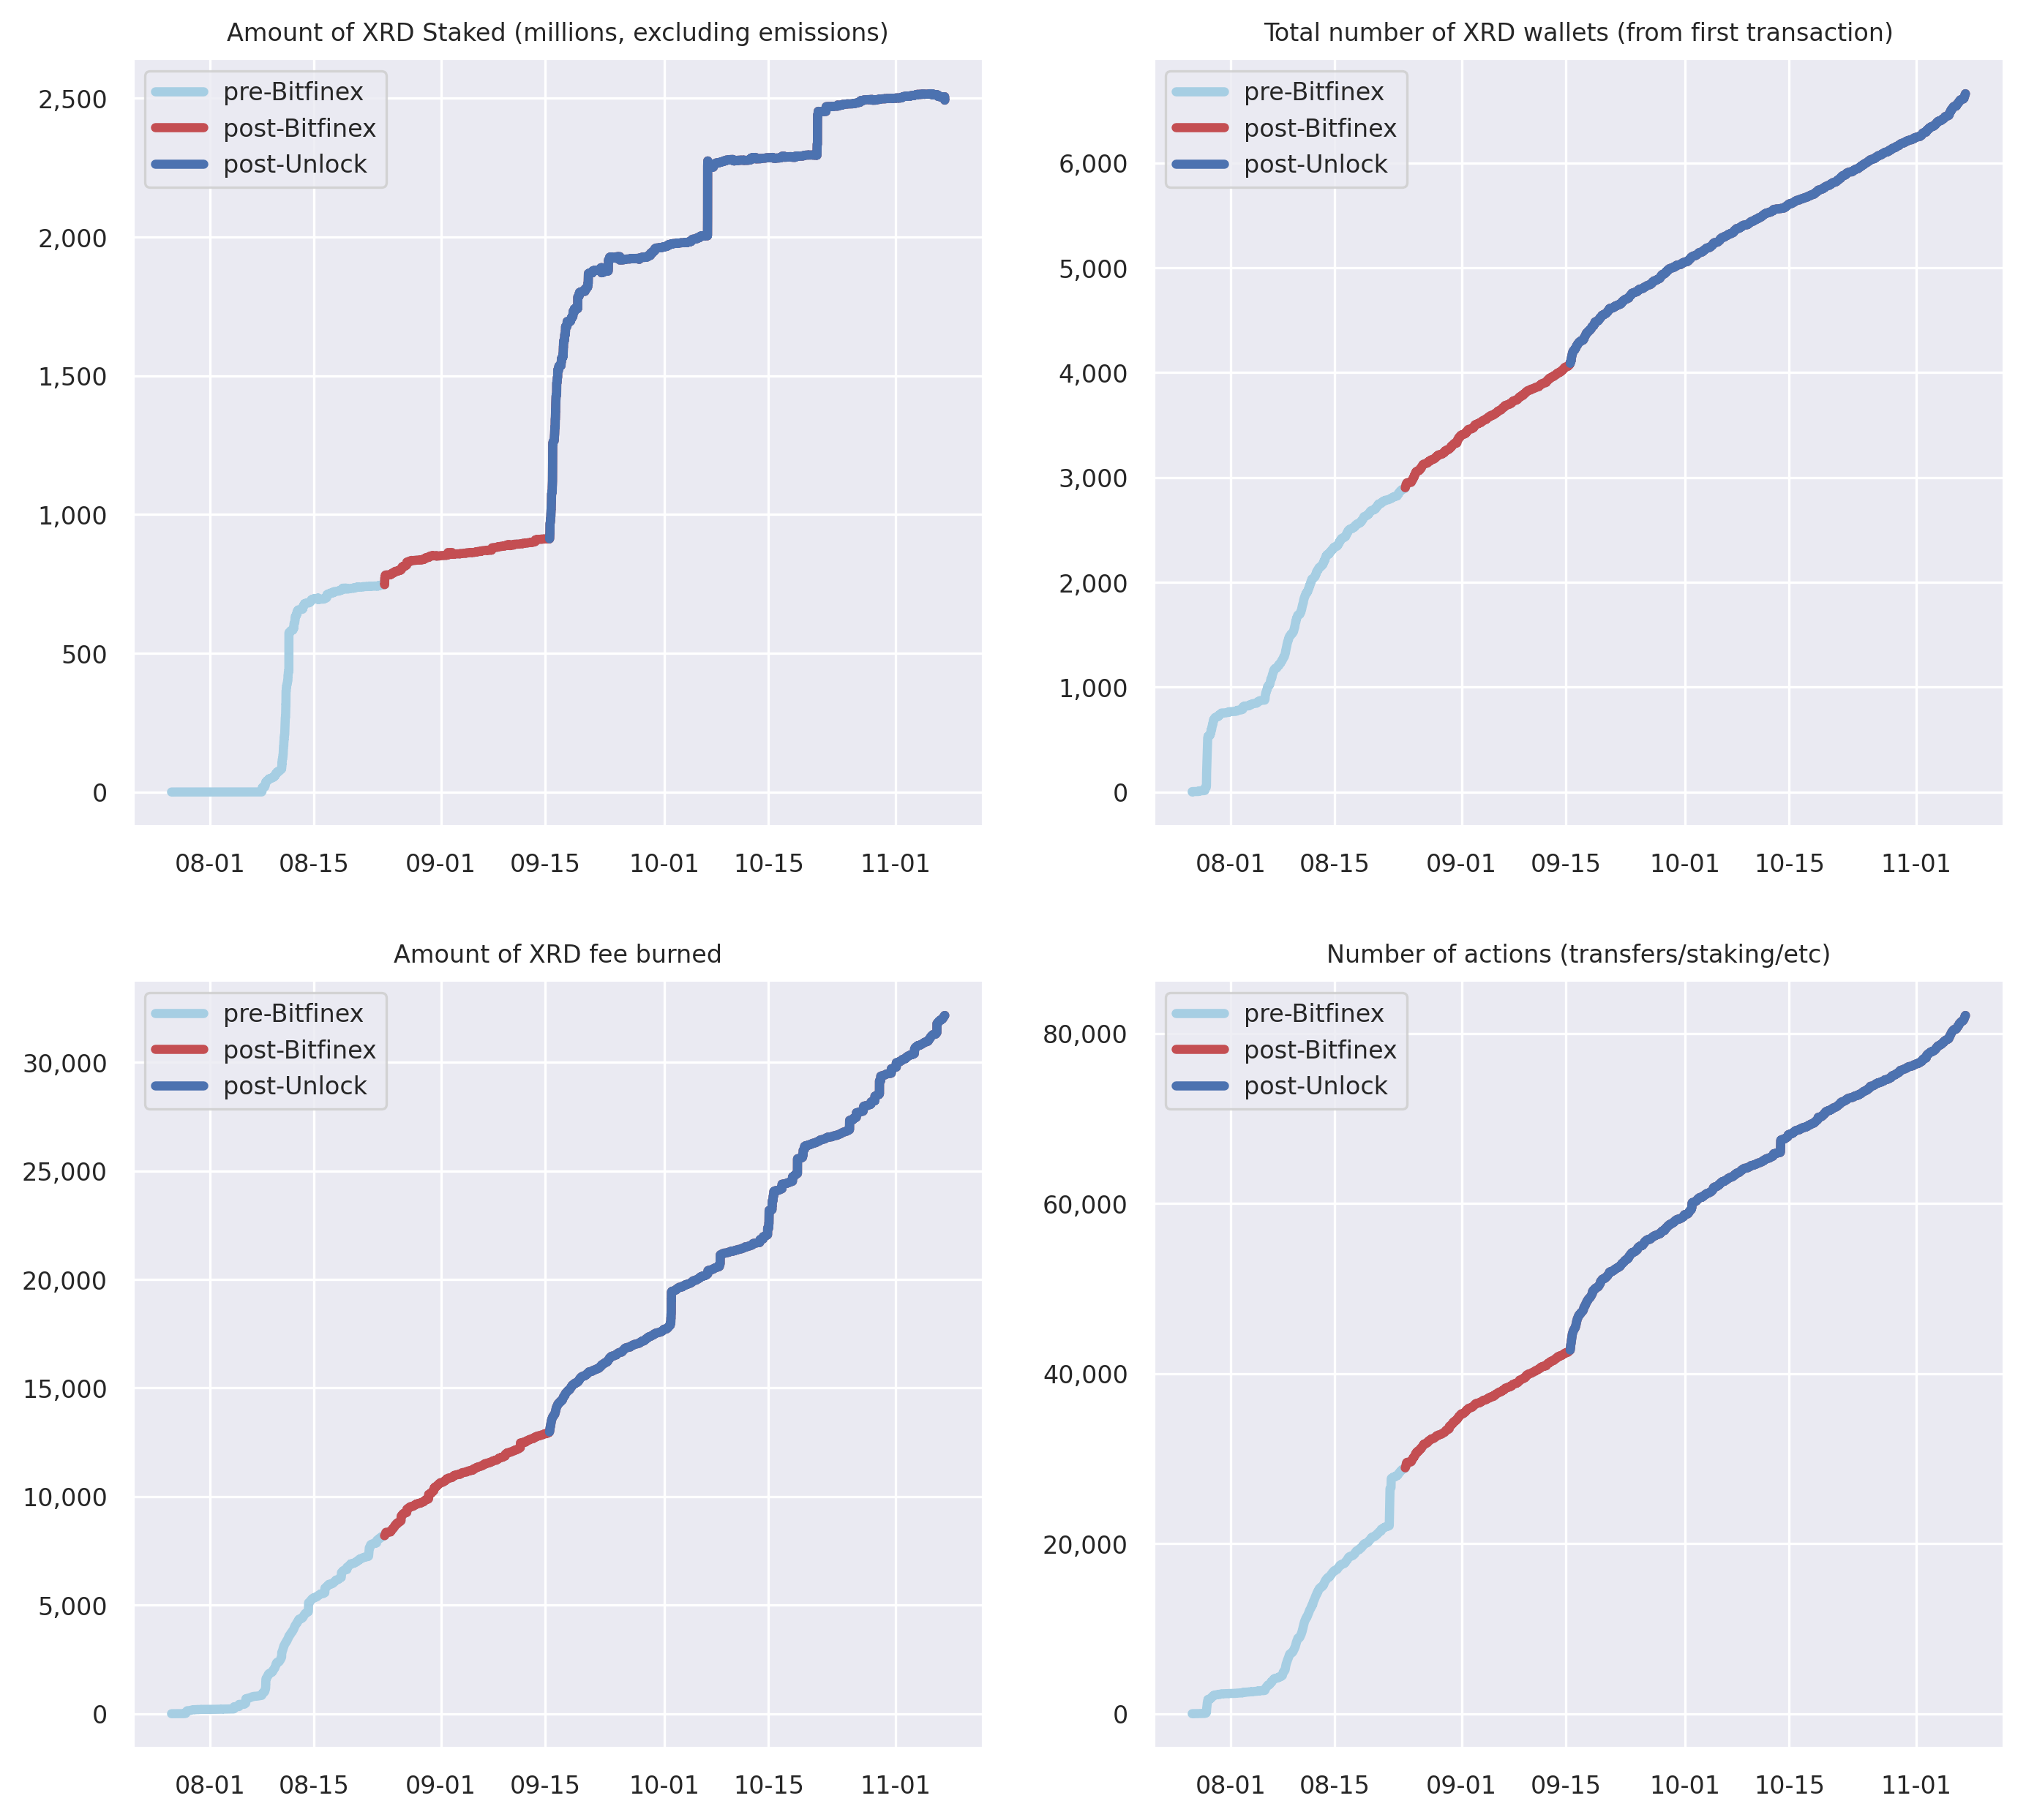 Amount of XRD Staked (millions, excluding emissions)
pre-Bitfinex
post-Bitfinex
post-Unlock
2,500
2,000
1,500
1,000
500
0
08-01 08-15 09-01 09-15 10-01 10-15 11-01
Total number of XRD wallets (from first transaction)
pre-Bitfinex
post-Bitfinex
post-Unlock
6,000
5,000
4,000
3,000
2,000
1,000
0
08-01 08-15 09-01 09-15 10-01 10-15 11-01
Amount of XRD fee burned
pre-Bitfinex
post-Bitfinex
post-Unlock
30,000
25,000
20,000
15,000
10,000
5,000
0
08-01 08-15 09-01 09-15 10-01 10-15 11-01
Number of actions (transfers/staking/etc)
pre-Bitfinex
post-Bitfinex
post-Unlock
80,000
60,000
40,000
20,000
0
08-01 08-15 09-01 09-15 10-01 10-15 11-01